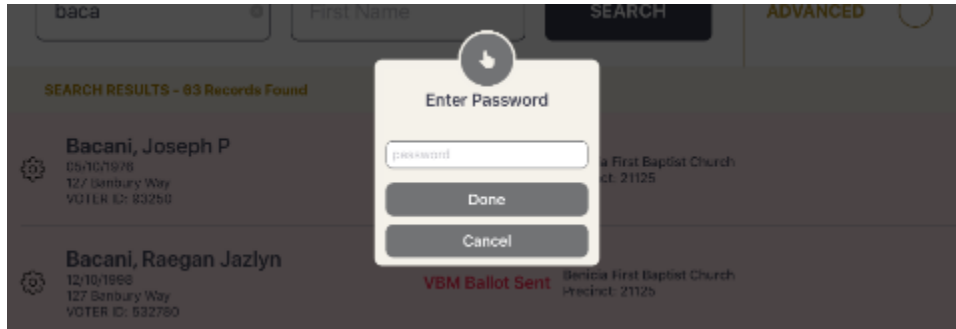 baca
First Name
SEARCH
ADVANCED
SEARCH RESULTS - 63 Records Found
Enter Password
password
Done
Cancel
Bacani, Joseph P
05/10/1976
127 Banbury Way
VOTER ID: 93250
a First Baptist Church
ct: 21125
Bacani, Raegan Jazlyn
12/10/1998
127 Banbury Way
VOTER ID: 532780
VBM Ballot Sent
Benicia First Baptist Church
Precinct: 21125